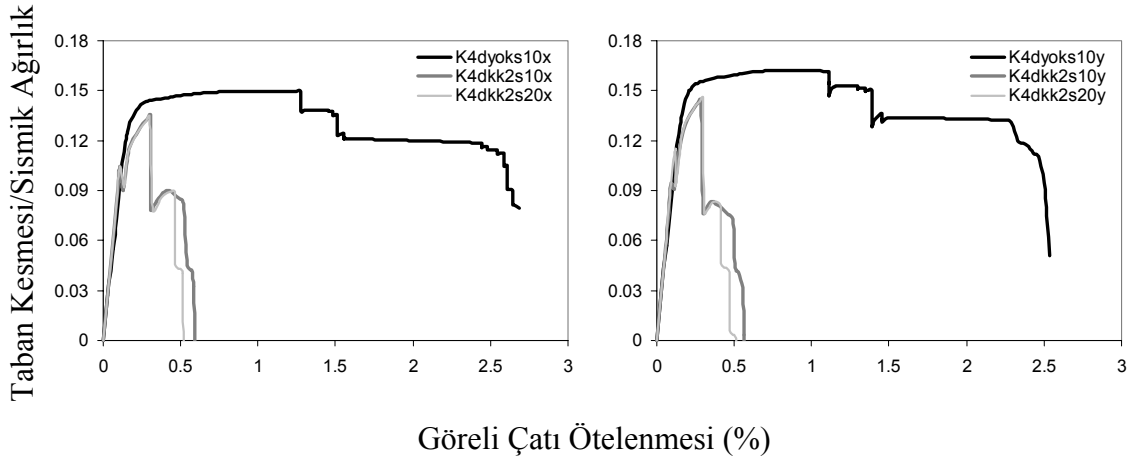 Taban Kesmesi/Sismik Ağırlık
0.18
0.15
0.12
0.09
0.06
0.03
0
0 0.5 1 1.5 2 2.5 3
K4dyoks10x
K4dkk2s10x
K4dkk2s20x
0.18
0.15
0.12
0.09
0.06
0.03
0
0 0.5 1 1.5 2 2.5 3
K4dyoks10y
K4dkk2s10y
K4dkk2s20y
Göreli Çatı Ötelenmesi (%)